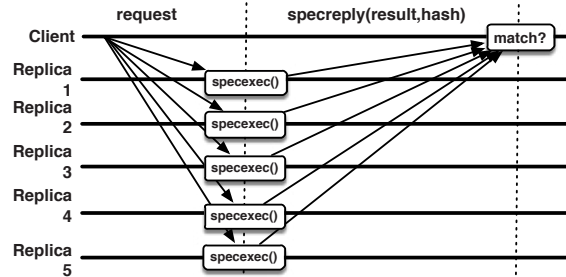 request specreply(result,hash)
Client match?
Replica
1 specexec()
Replica
2 specexec()
Replica
3 specexec()
Replica
4 specexec()
Replica
5 specexec()